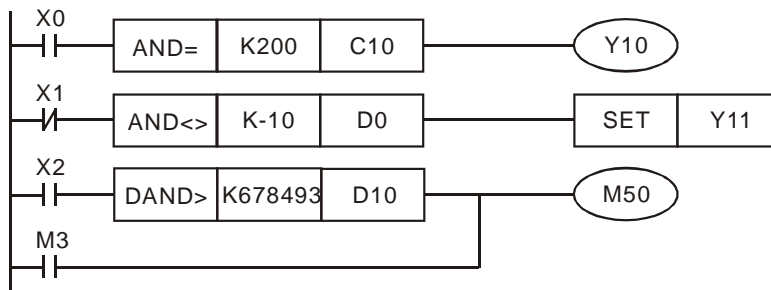 X0
AND= K200 C10 Y10
X1
AND<> K-10 D0 SET Y11
X2
DAND> K678493 D10 M50
M3